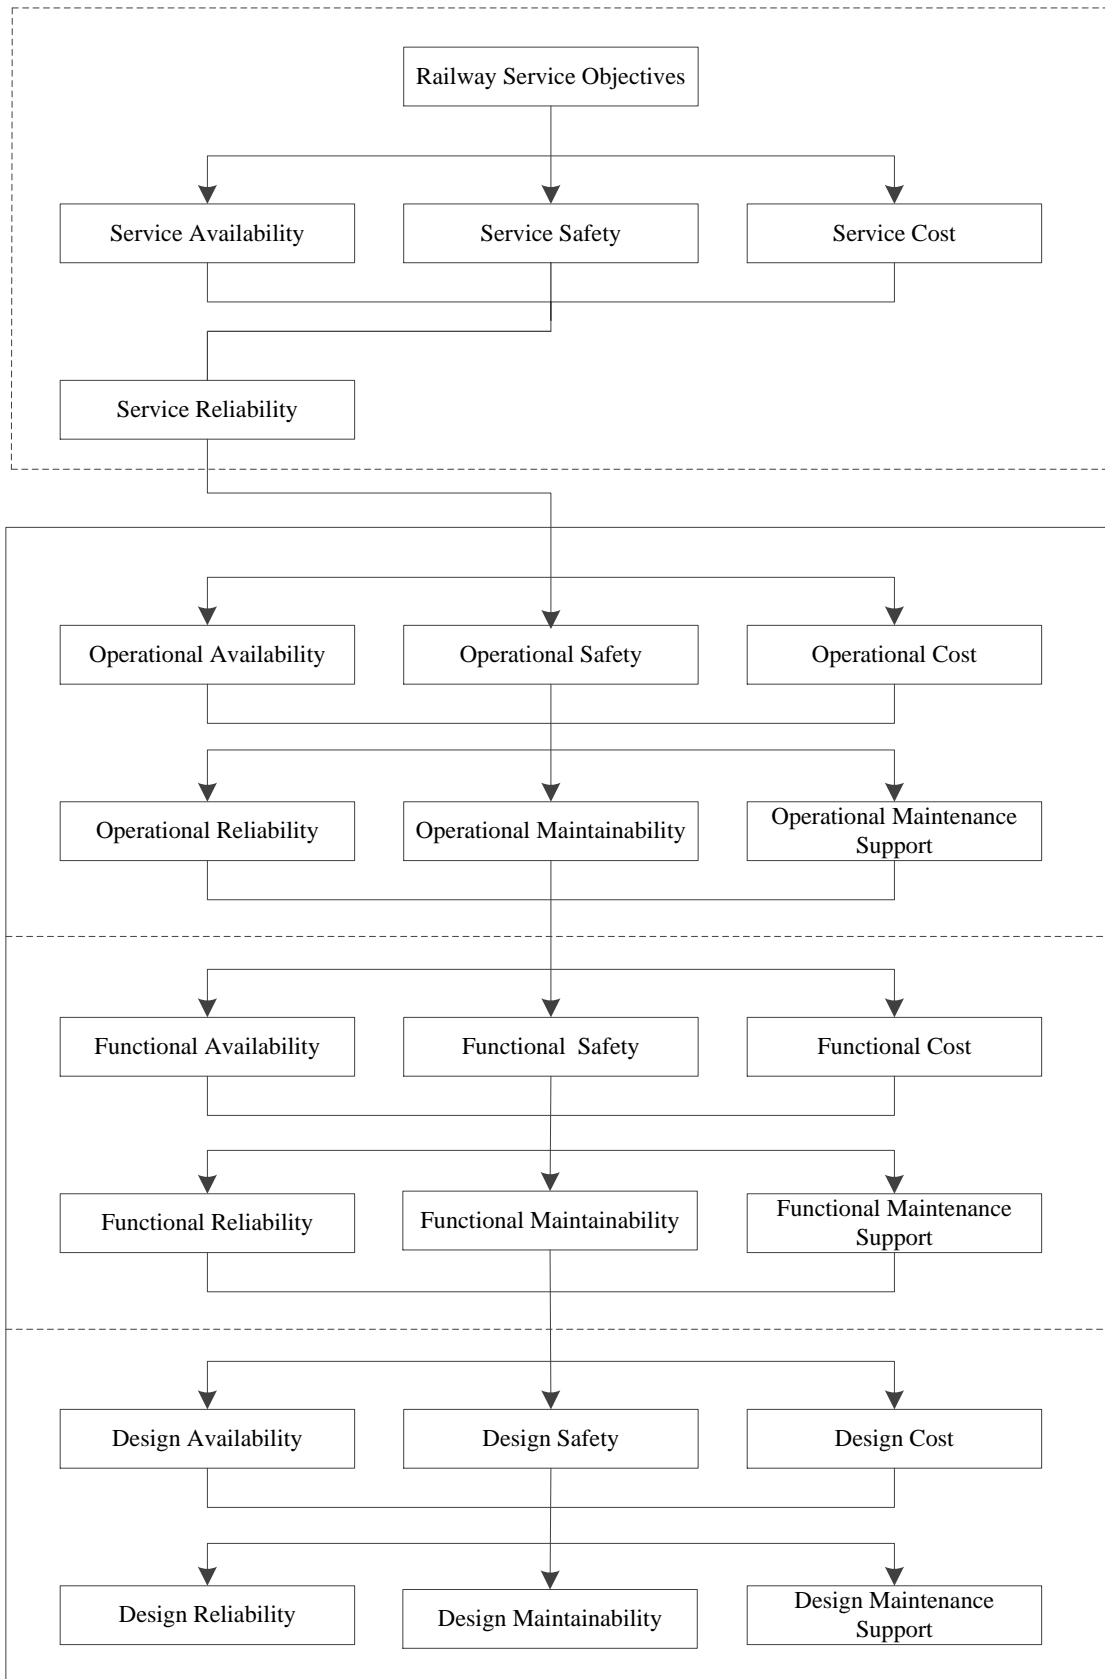 Railway Service Objectives
Service Availability
Service Safety
Service Cost
Service Reliability
Operational Availability
Operational Safety
Operational Cost
Operational Reliability
Operational Maintainability
Operational Maintenance
Support
Functional Availability
Functional  Safety
Functional Cost
Functional Reliability
Functional Maintainability
Functional Maintenance
Support
Design Availability
Design Safety
Design Cost
Design Reliability
Design Maintainability
Design Maintenance
Support